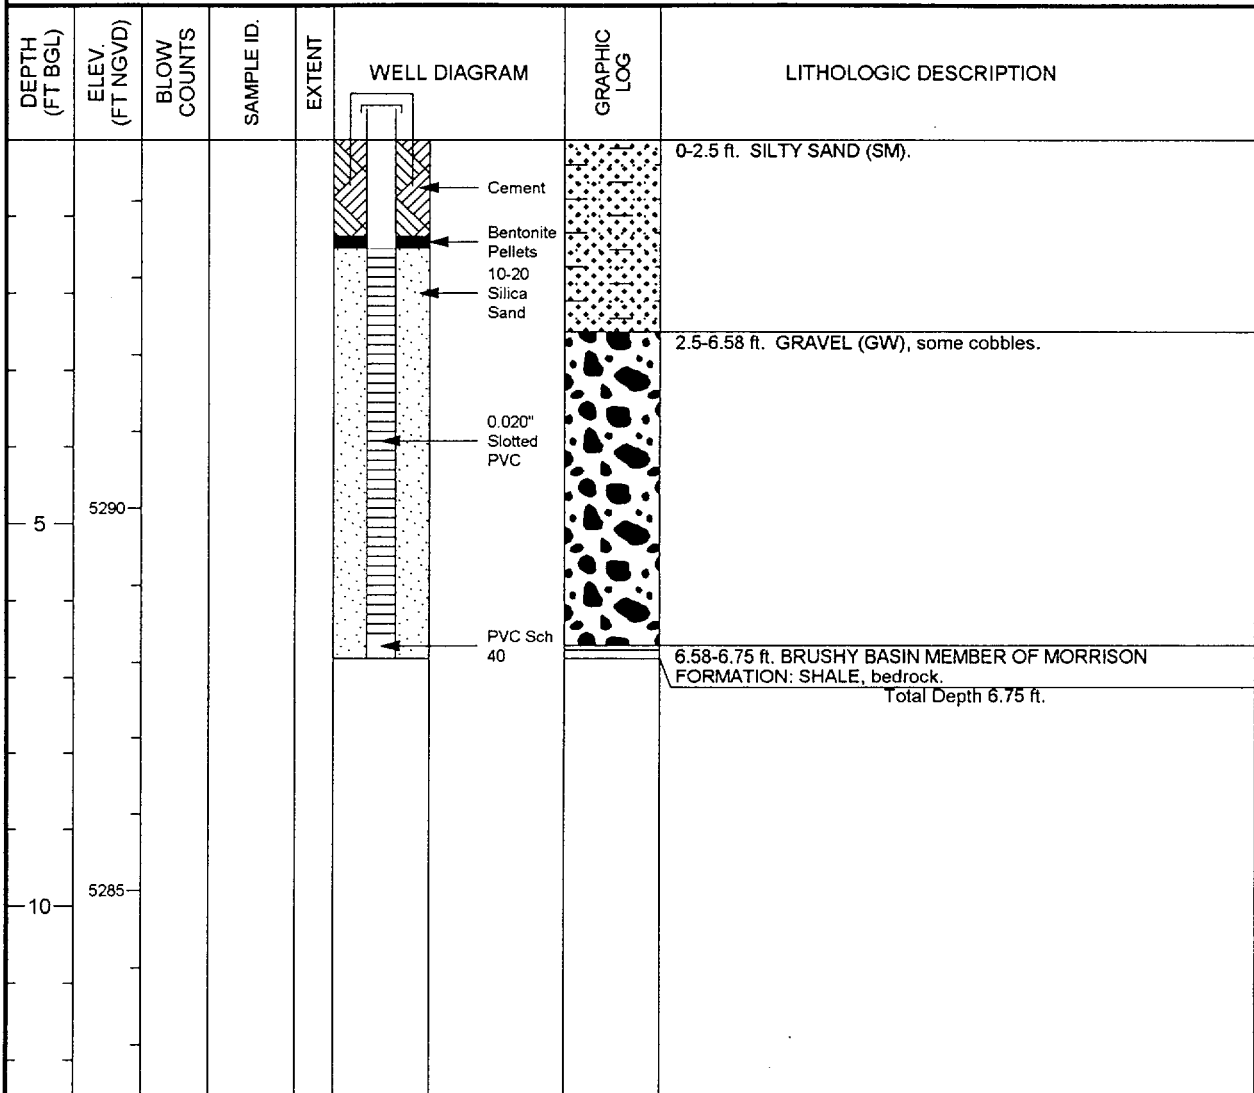 DEPTH
(FT BGL)
ELEV.
(FT NGVD)
BLOW
COUNTS
SAMPLE ID.
EXTENT
WELL DIAGRAM
GRAPHIC
LOG
LITHOLOGIC DESCRIPTION
0-2.5 ft. SILTY SAND (SM).
Cement
Bentonite
Pellets
10-20
Silica
Sand
2.5-6.58 ft. GRAVEL (GW), some cobbles.
0.020"
Slotted
PVC
5290
5
PVC Sch
40
6.58-6.75 ft. BRUSHY BASIN MEMBER OF MORRISON
FORMATION: SHALE, bedrock.
Total Depth 6.75 ft.
5285
10